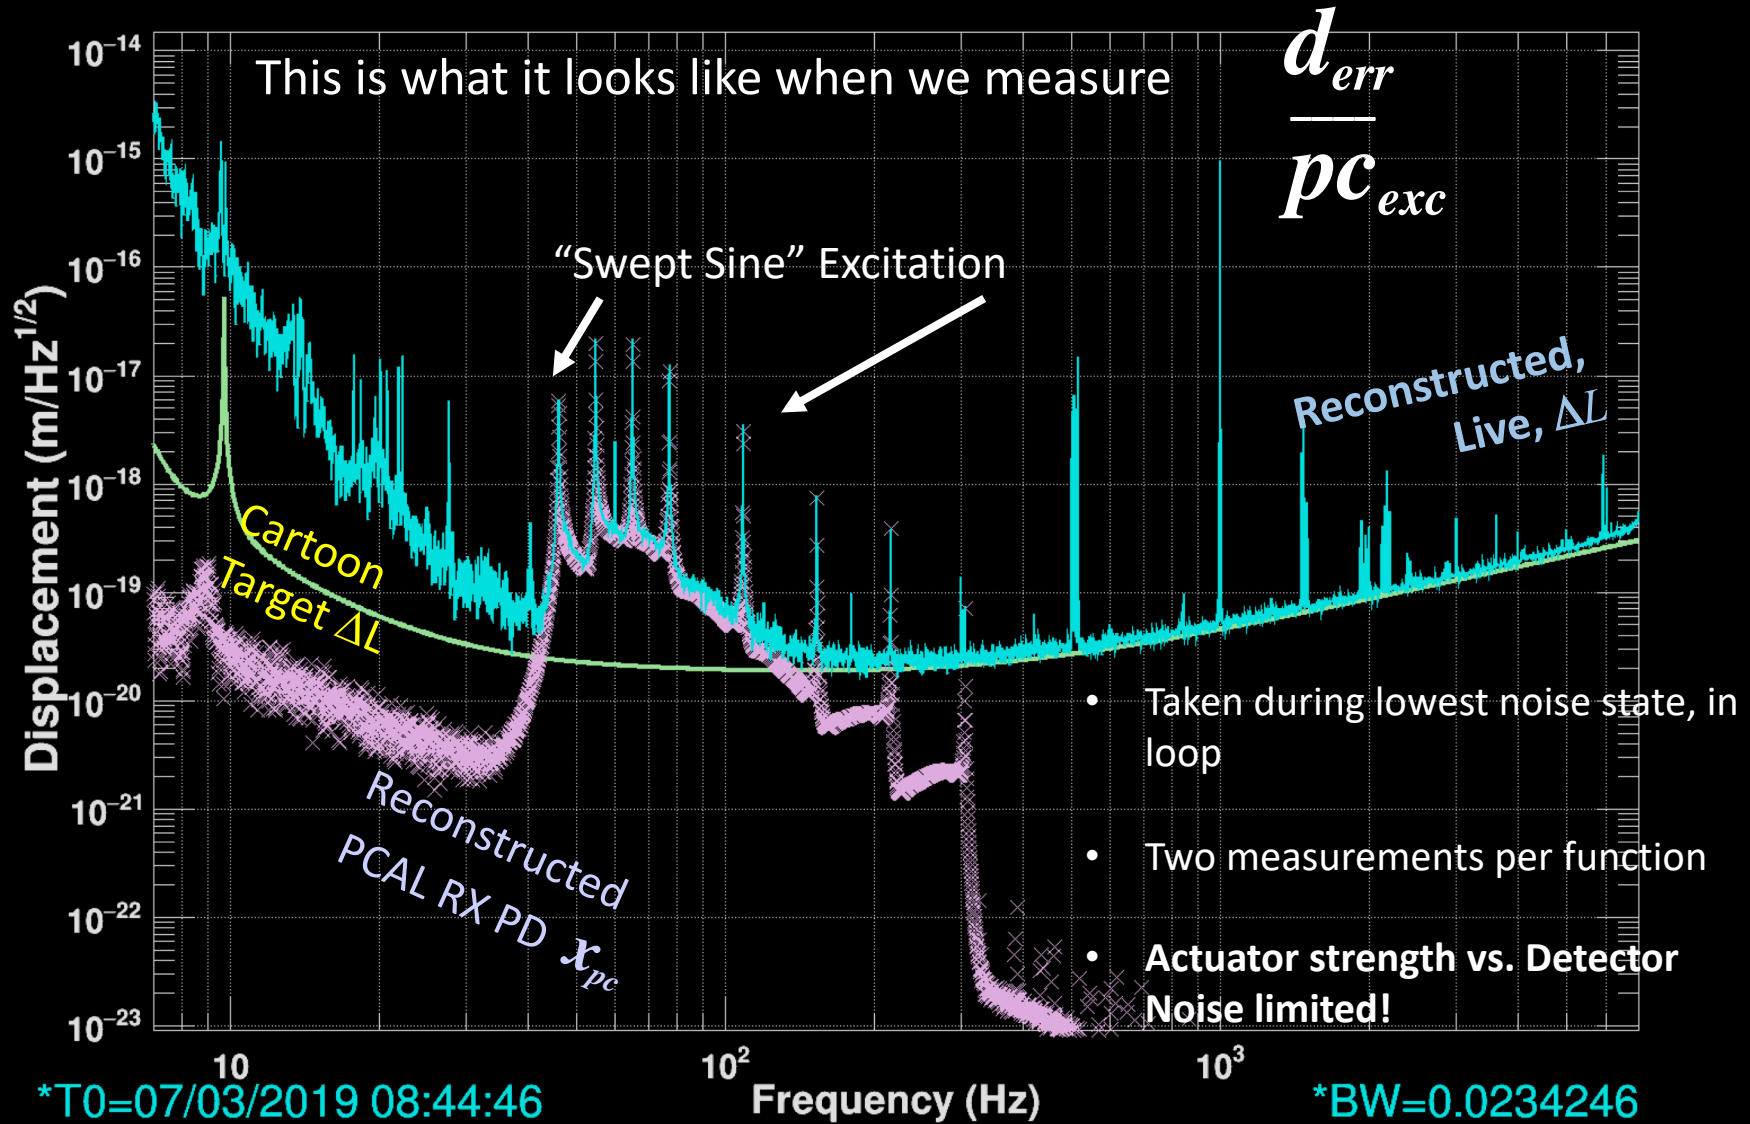 This is what it looks like when we measure
d_err
pc_exc
10^−14
10^−15
10^−16
10^−17
10^−18
10^−19
10^−20
10^−21
10^−22
10^−23
Displacement (m/Hz^1/2)
“Swept Sine” Excitation
Reconstructed,
Live, ΔL
Cartoon
Target ΔL
Reconstructed
PCAL RX PD x_pc
• Taken during lowest noise state, in
loop
• Two measurements per function
• Actuator strength vs. Detector
Noise limited!
10
10^2
10^3
*T0=07/03/2019 08:44:46
Frequency (Hz)
*BW=0.0234246